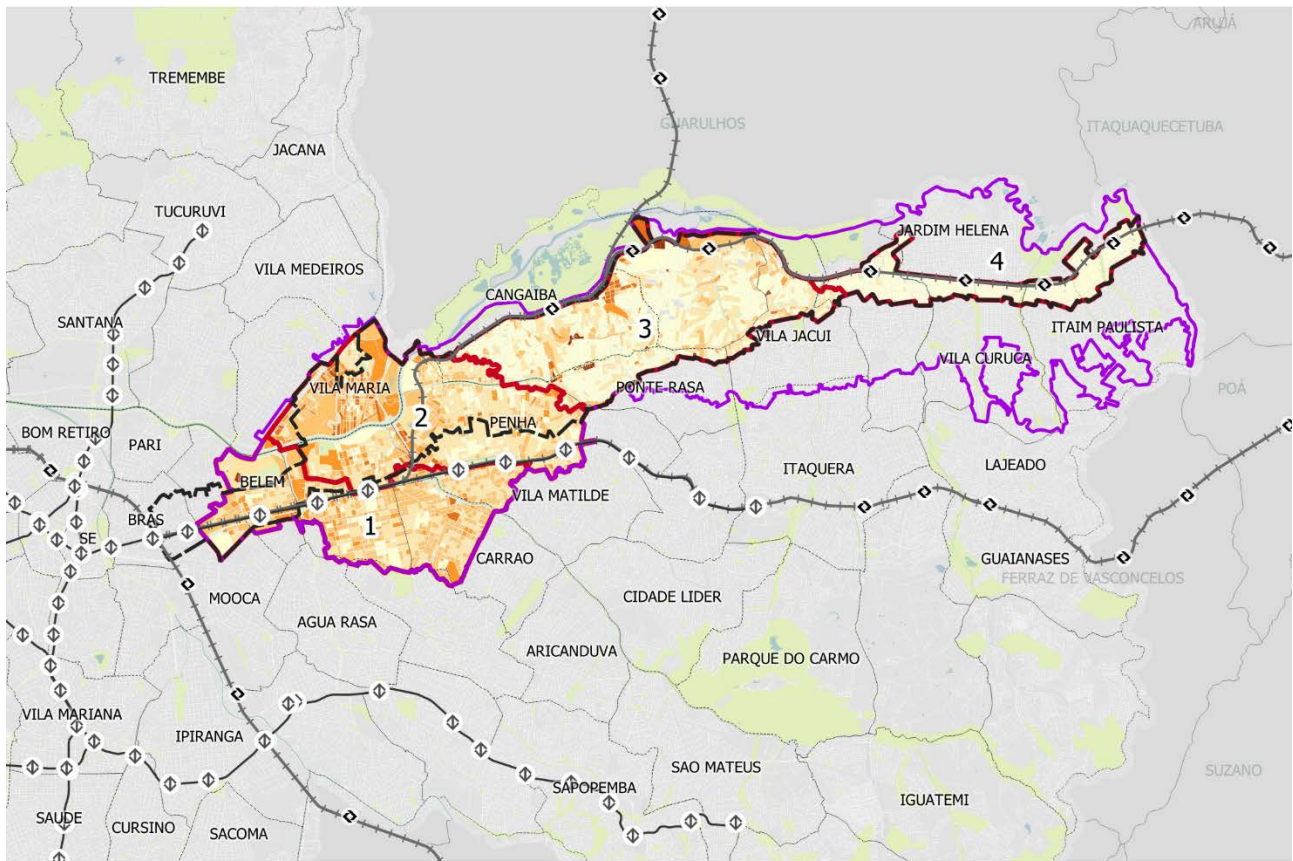 ARUJÁ
TREMEMBE
GUARULHOS
ITAQUAQUECETUBA
JACANA
TUCURUVI
JARDIM HELENA
VILA MEDEIROS
4
CANGAIBA
SANTANA
3
VILA JACUI
ITAIM PAULISTA
VILA CURUCA
VILA MARIA
PONTE RASA
POÁ
2
PENHA
BOM RETIRO
PARI
ITAQUERA
LAJEADO
BELEM
VILA MATILDE
BRAS
1
SE
CARRAO
GUAIANASES
FERRAZ DE VASCONCELOS
MOOCA
CIDADE LIDER
AGUA RASA
ARICANDUVA
PARQUE DO CARMO
VILA MARIANA
IPIRANGA
SAO MATEUS
SUZANO
SAPOPEMBA
IGUATEMI
SAUDE
CURSINO
SACOMA